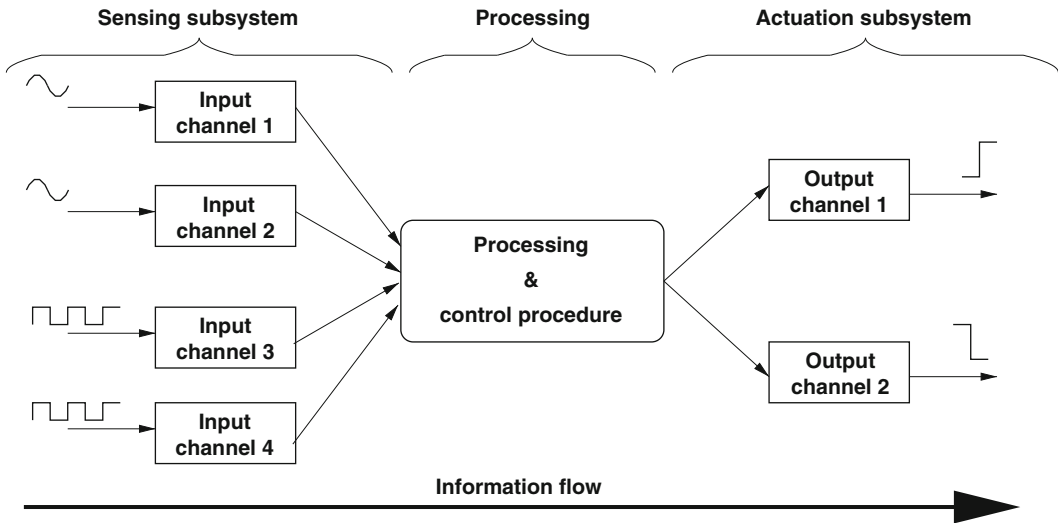 Sensing subsystem
Processing
Actuation subsystem
Input
channel 1
Input
channel 2
Input
channel 3
Input
channel 4
Processing
&
control procedure
Output
channel 1
Output
channel 2
Information flow